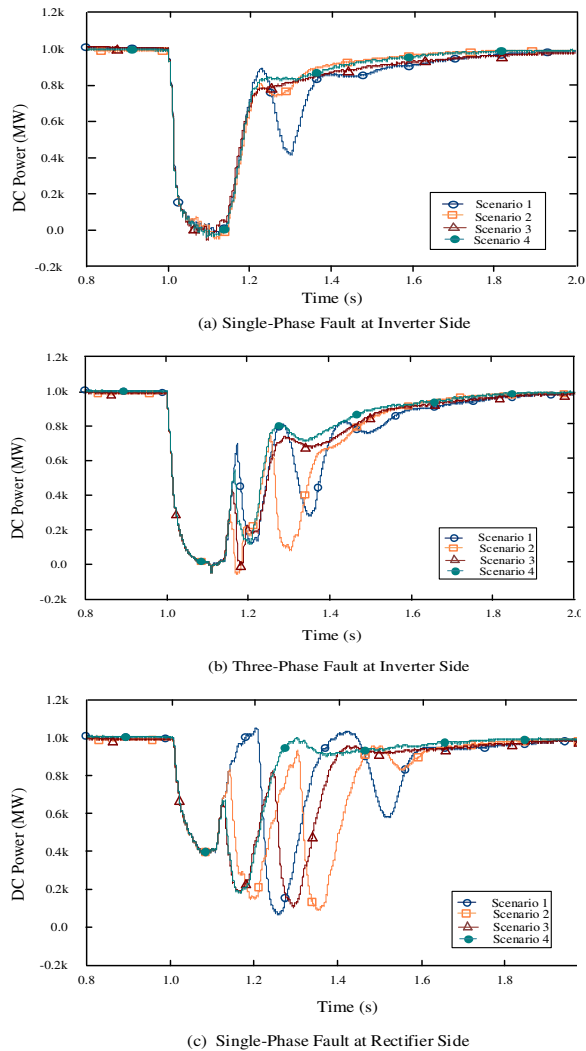 1.2k
1.0k
0.8k
0.6k
0.4k
0.2k
0.0
-0.2k
DC Power (MW)
Scenario 1
Scenario 2
Scenario 3
Scenario 4
0.8 1.0 1.2 1.4 1.6 1.8 2.0
Time (s)
(a) Single-Phase Fault at Inverter Side
1.2k
1.0k
0.8k
0.6k
0.4k
0.2k
0.0
-0.2k
DC Power (MW)
Scenario 1
Scenario 2
Scenario 3
Scenario 4
0.8 1.0 1.2 1.4 1.6 1.8 2.0
Time (s)
(b) Three-Phase Fault at Inverter Side
1.2k
1.0k
0.8k
0.6k
0.4k
0.2k
0.0
-0.2k
DC Power (MW)
Scenario 1
Scenario 2
Scenario 3
Scenario 4
0.8 1.0 1.2 1.4 1.6 1.8 2.0
Time (s)
(c) Single-Phase Fault at Rectifier Side